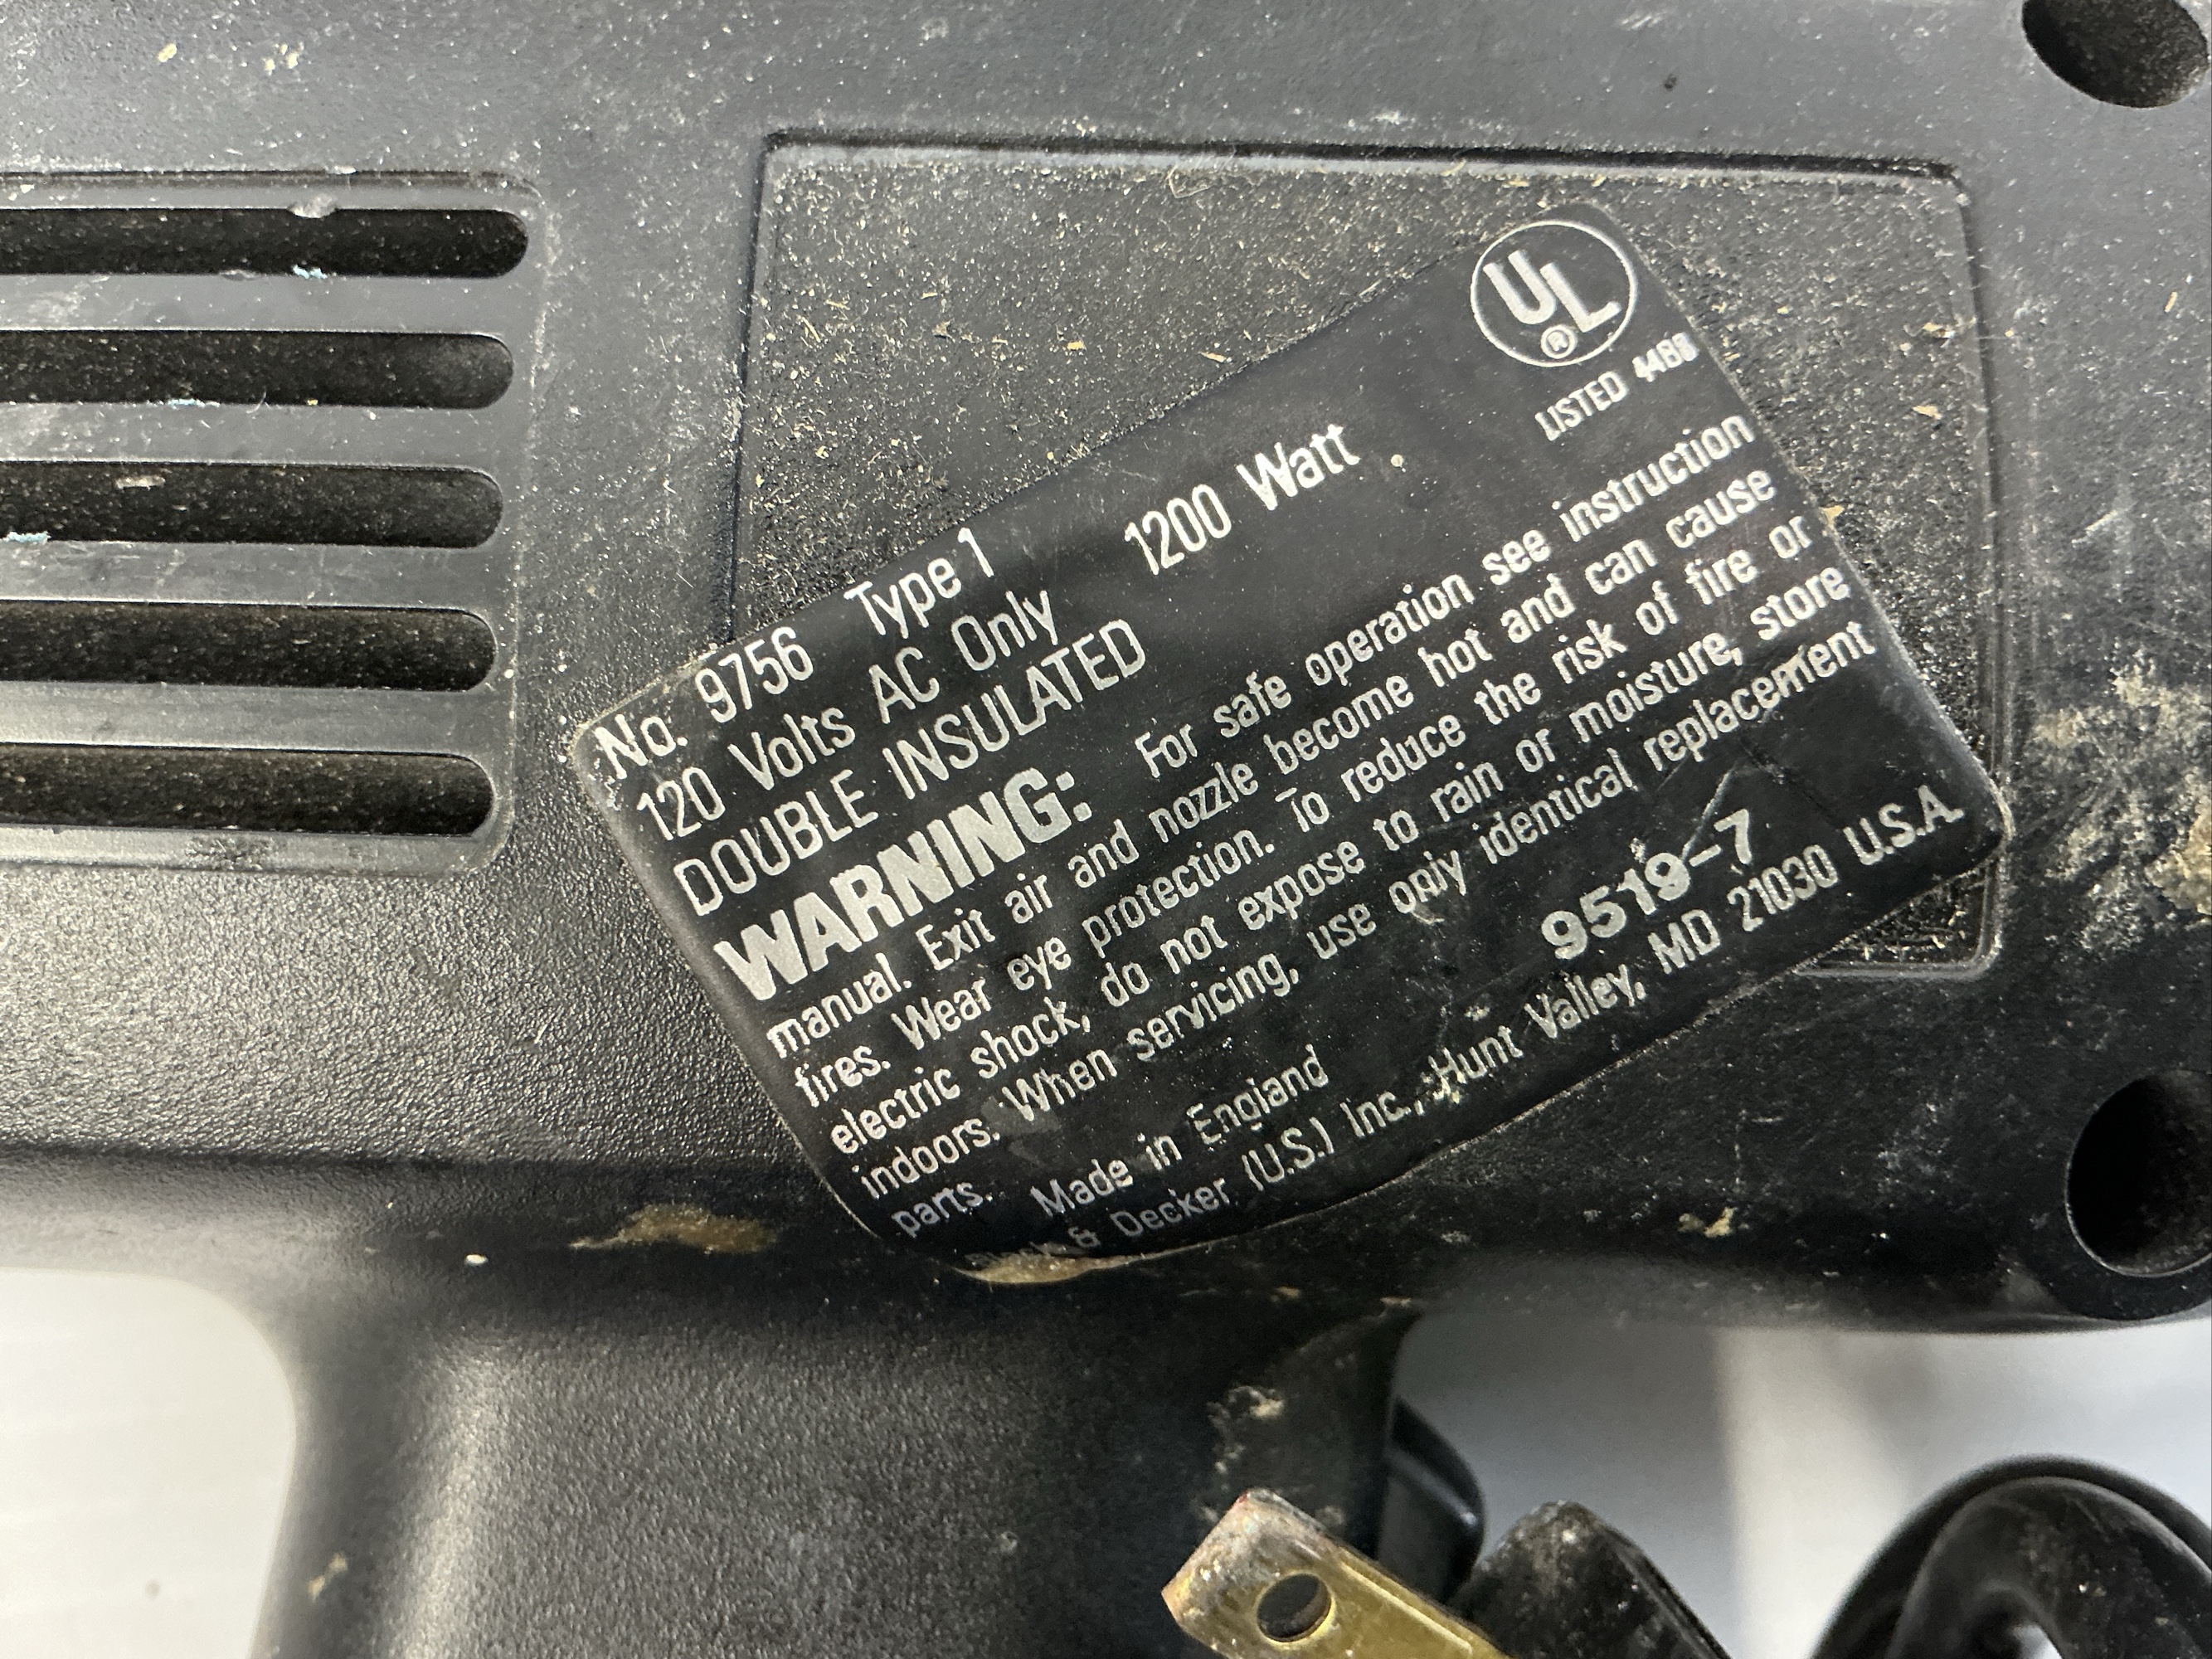 UL
®
LISTED
No. 9756 Type 1
120 Volts AC Only 1200 Watt
DOUBLE INSULATED
WARNING: For safe operation see instruction
manual. Exit air and nozzle become hot and can cause
fires. Wear eye protection. To reduce the risk of fire or
electric shock, do not expose to rain or moisture, store
indoors. When servicing, use only identical replacement
parts.
9519-7
Made in England
& Decker (U.S.) Inc., Hunt Valley, MD 21030 U.S.A.